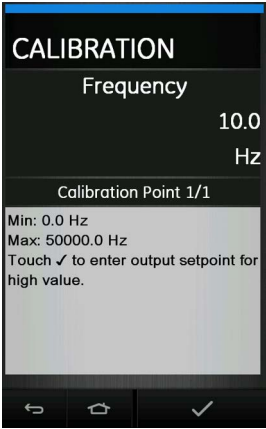 CALIBRATION
Frequency
10.0
Hz
Calibration Point 1/1
Min: 0.0 Hz
Max: 50000.0 Hz
Touch ✓ to enter output setpoint for
high value.